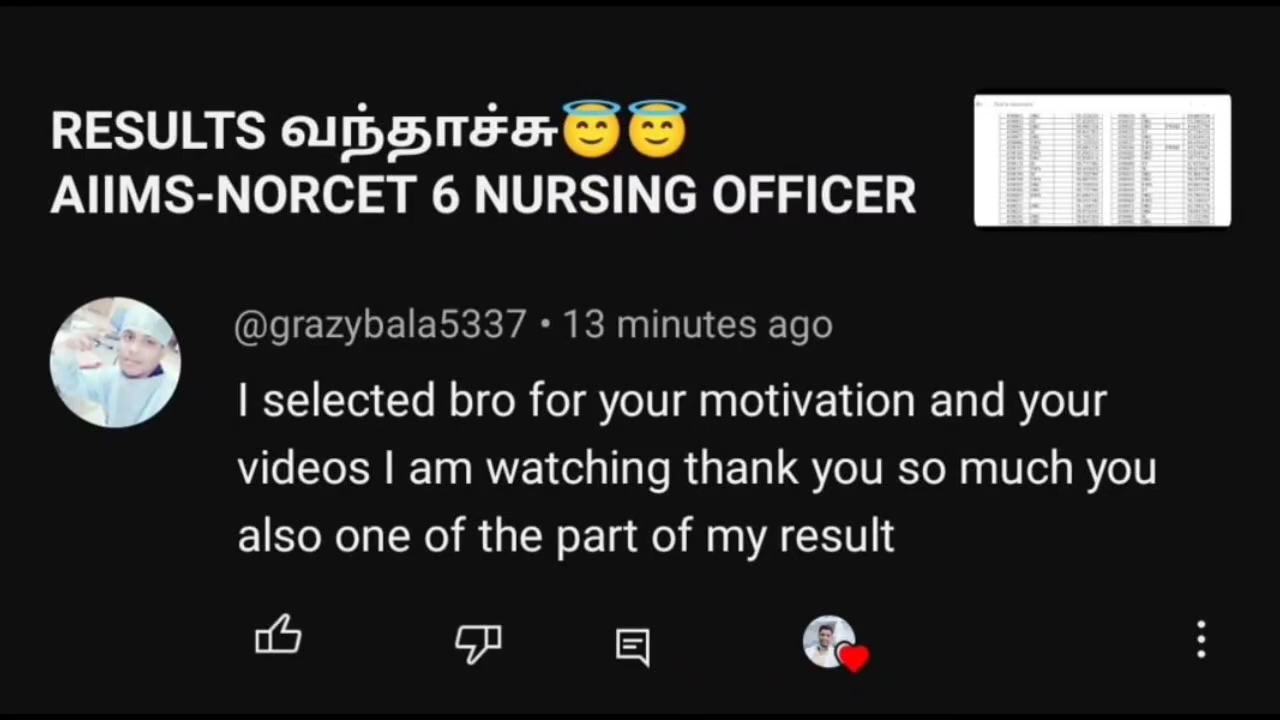 RESULTS வந்தாச்சு😇😇
AIIMS-NORCET 6 NURSING OFFICER
@grazybala5337 • 13 minutes ago
I selected bro for your motivation and your
videos I am watching thank you so much you
also one of the part of my result